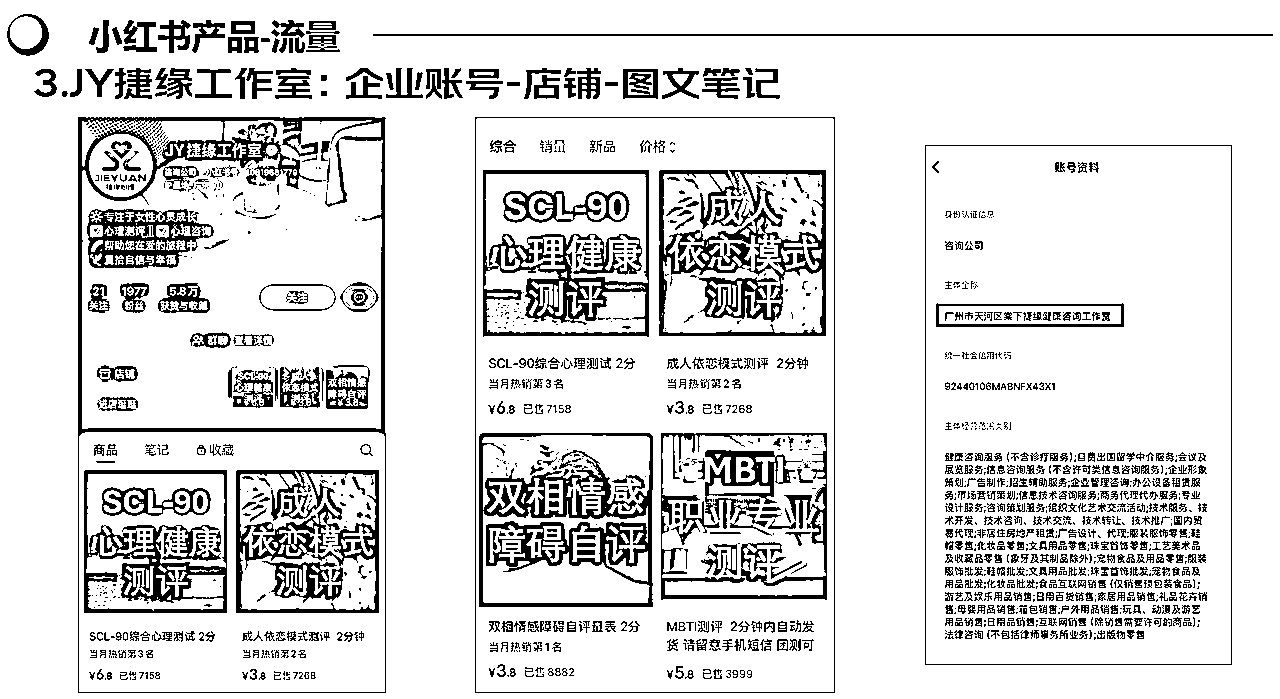 小红书产品-流量
3.JY捷缘工作室：企业账号-店铺-图文笔记
JY捷缘工作室
JIEYUAN
专注于女性心灵成长
心理测评 心理咨询
帮助您在爱的旅程中
重拾自信与幸福
21 1977 5.8万
关注 粉丝 获赞与收藏
关注
店铺
商品 笔记 收藏
SCL-90
心理健康
测评
成人
依恋模式
测评
SCL-90综合心理测试 2分
当月热销第3名
¥6.8 已售7158
成人依恋模式测评 2分钟
当月热销第2名
¥3.8 已售7268
综合 销量 新品 价格
SCL-90
心理健康
测评
成人
依恋模式
测评
SCL-90综合心理测试 2分
当月热销第3名
¥6.8 已售7158
成人依恋模式测评 2分钟
当月热销第2名
¥3.8 已售7268
双相情感
障碍自评
MBTI
职业专业
测评
双相情感障碍自评量表 2分
当月热销第1名
¥3.8 已售8882
MBTI测评 2分钟内自动发
货 请留意手机短信 团测可
¥5.8 已售3999
账号资料
身份认证信息
咨询公司
主体全称
广州市天河区棠下捷缘健康咨询工作室
统一社会信用代码
92440106MABNFX43X1
主体经营范围类别
健康咨询服务（不含诊疗服务）;自费出国留学中介服务;会议及
展览服务;信息咨询服务（不含许可类信息咨询服务）;企业形象
策划;广告制作;招生辅助服务;企业管理咨询;办公设备租赁服
务;市场营销策划;信息技术咨询服务;商务代理代办服务;专业
设计服务;咨询策划服务;组织文化艺术交流活动;技术服务、技
术开发、技术咨询、技术交流、技术转让、技术推广;国内贸
易代理;非居住房地产租赁;广告设计、代理;服装服饰零售;鞋
帽零售;化妆品零售;文具用品零售;珠宝首饰零售;工艺美术品
及收藏品零售（象牙及其制品除外）;宠物食品及用品零售;服装
服饰批发;鞋帽批发;文具用品批发;珠宝首饰批发;宠物食品及
用品批发;化妆品批发;食品互联网销售（仅销售预包装食品）;
游艺及娱乐用品销售;日用百货销售;家居用品销售;礼品花卉销
售;母婴用品销售;箱包销售;户外用品销售;玩具、动漫及游艺
用品销售;日用品销售;互联网销售（除销售需要许可的商品）;
法律咨询（不包括律师事务所业务）;出版物零售